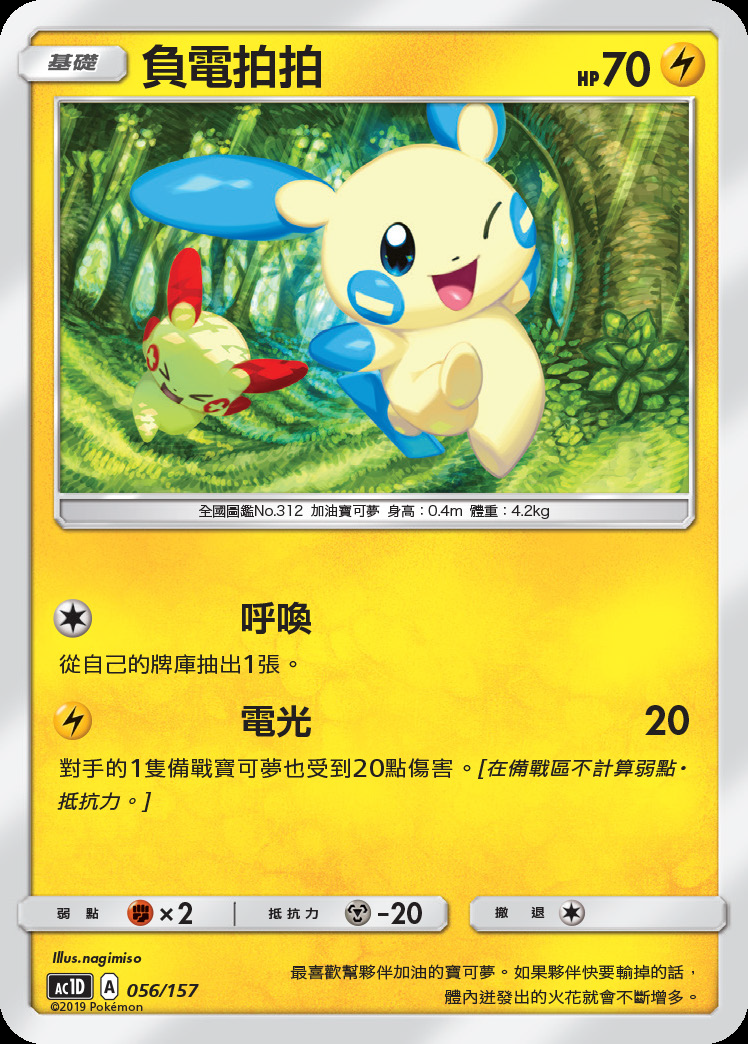 基礎
負電拍拍
HP70
全國圖鑑No.312 加油寶可夢 身高：0.4m 體重：4.2kg
呼喚
從自己的牌庫抽出1張。
電光 20
對手的1隻備戰寶可夢也受到20點傷害。[在備戰區不計算弱點・
抵抗力。]
弱點 ×2 抵抗力 -20 撤退
Illus.nagimiso
AC1D A 056/157
©2019 Pokémon
最喜歡幫夥伴加油的寶可夢。如果夥伴快要輸掉的話，
體內迸發出的火花就會不斷增多。